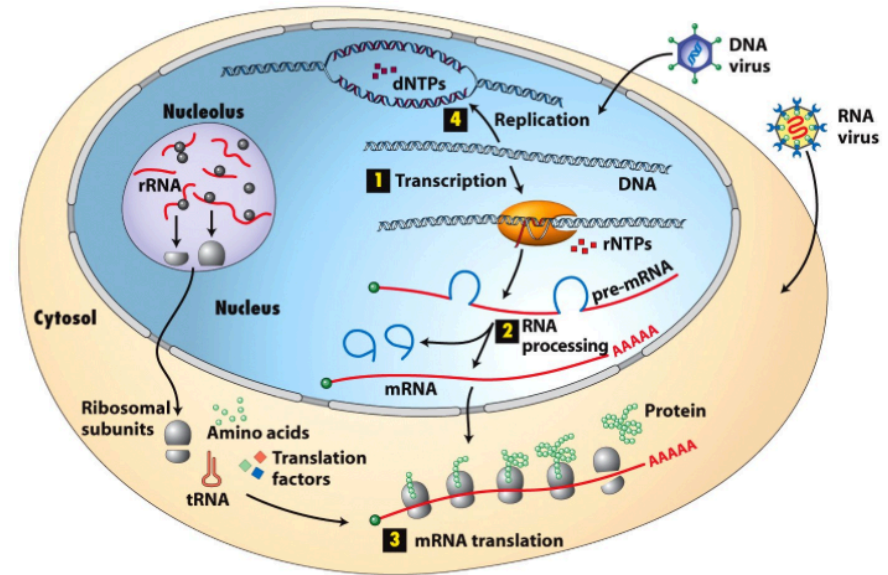 DNA
virus
dNTPs
Nucleolus
4 Replication
RNA
virus
rRNA
1 Transcription
DNA
rNTPs
pre-mRNA
Cytosol
Nucleus
2 RNA
processing
AAAAA
mRNA
Ribosomal
subunits
Amino acids
Protein
Translation
factors
AAAAA
tRNA
3 mRNA translation